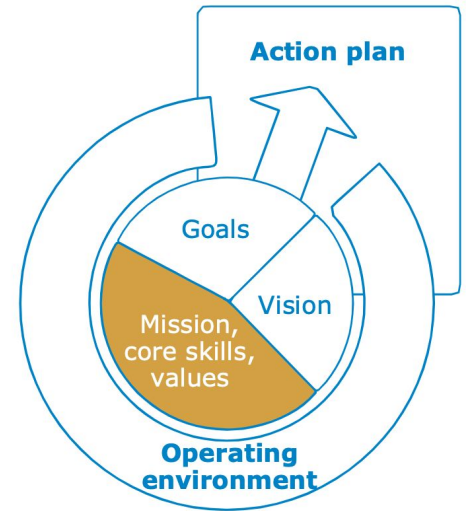 Action plan
Goals
Vision
Mission,
core skills,
values
Operating
environment